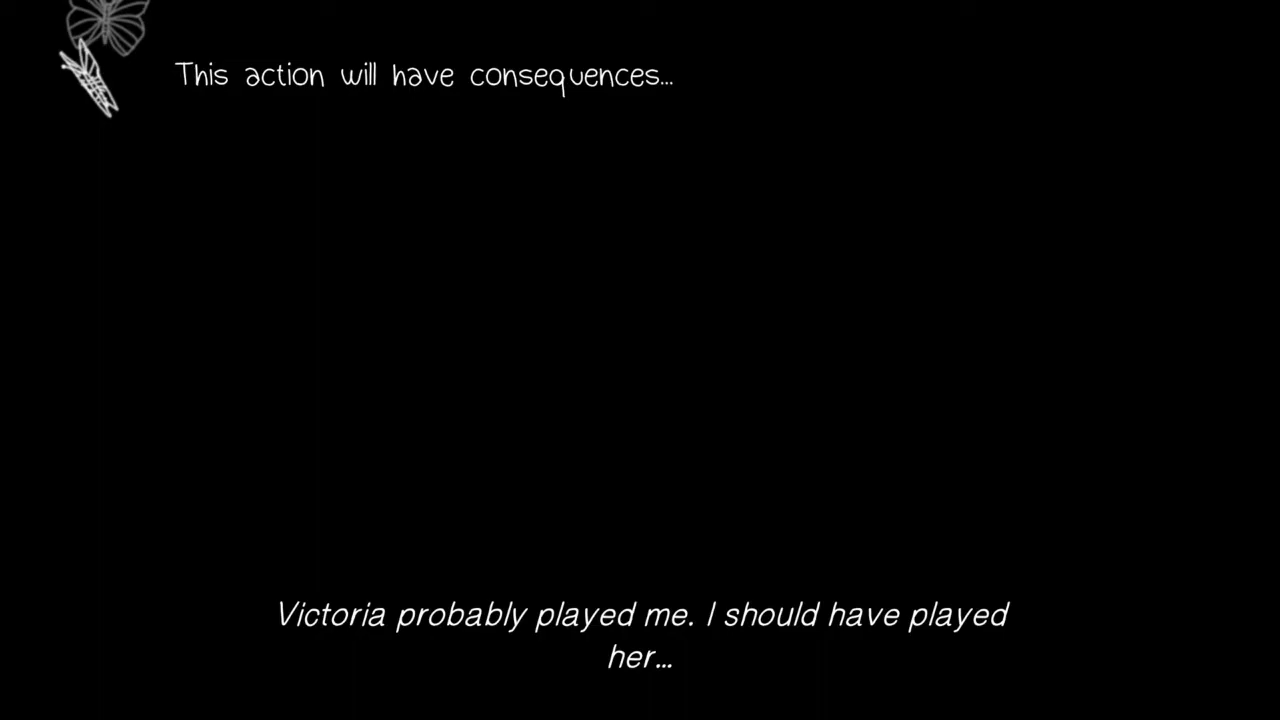 This action will have consequences...
Victoria probably played me. I should have played
her...